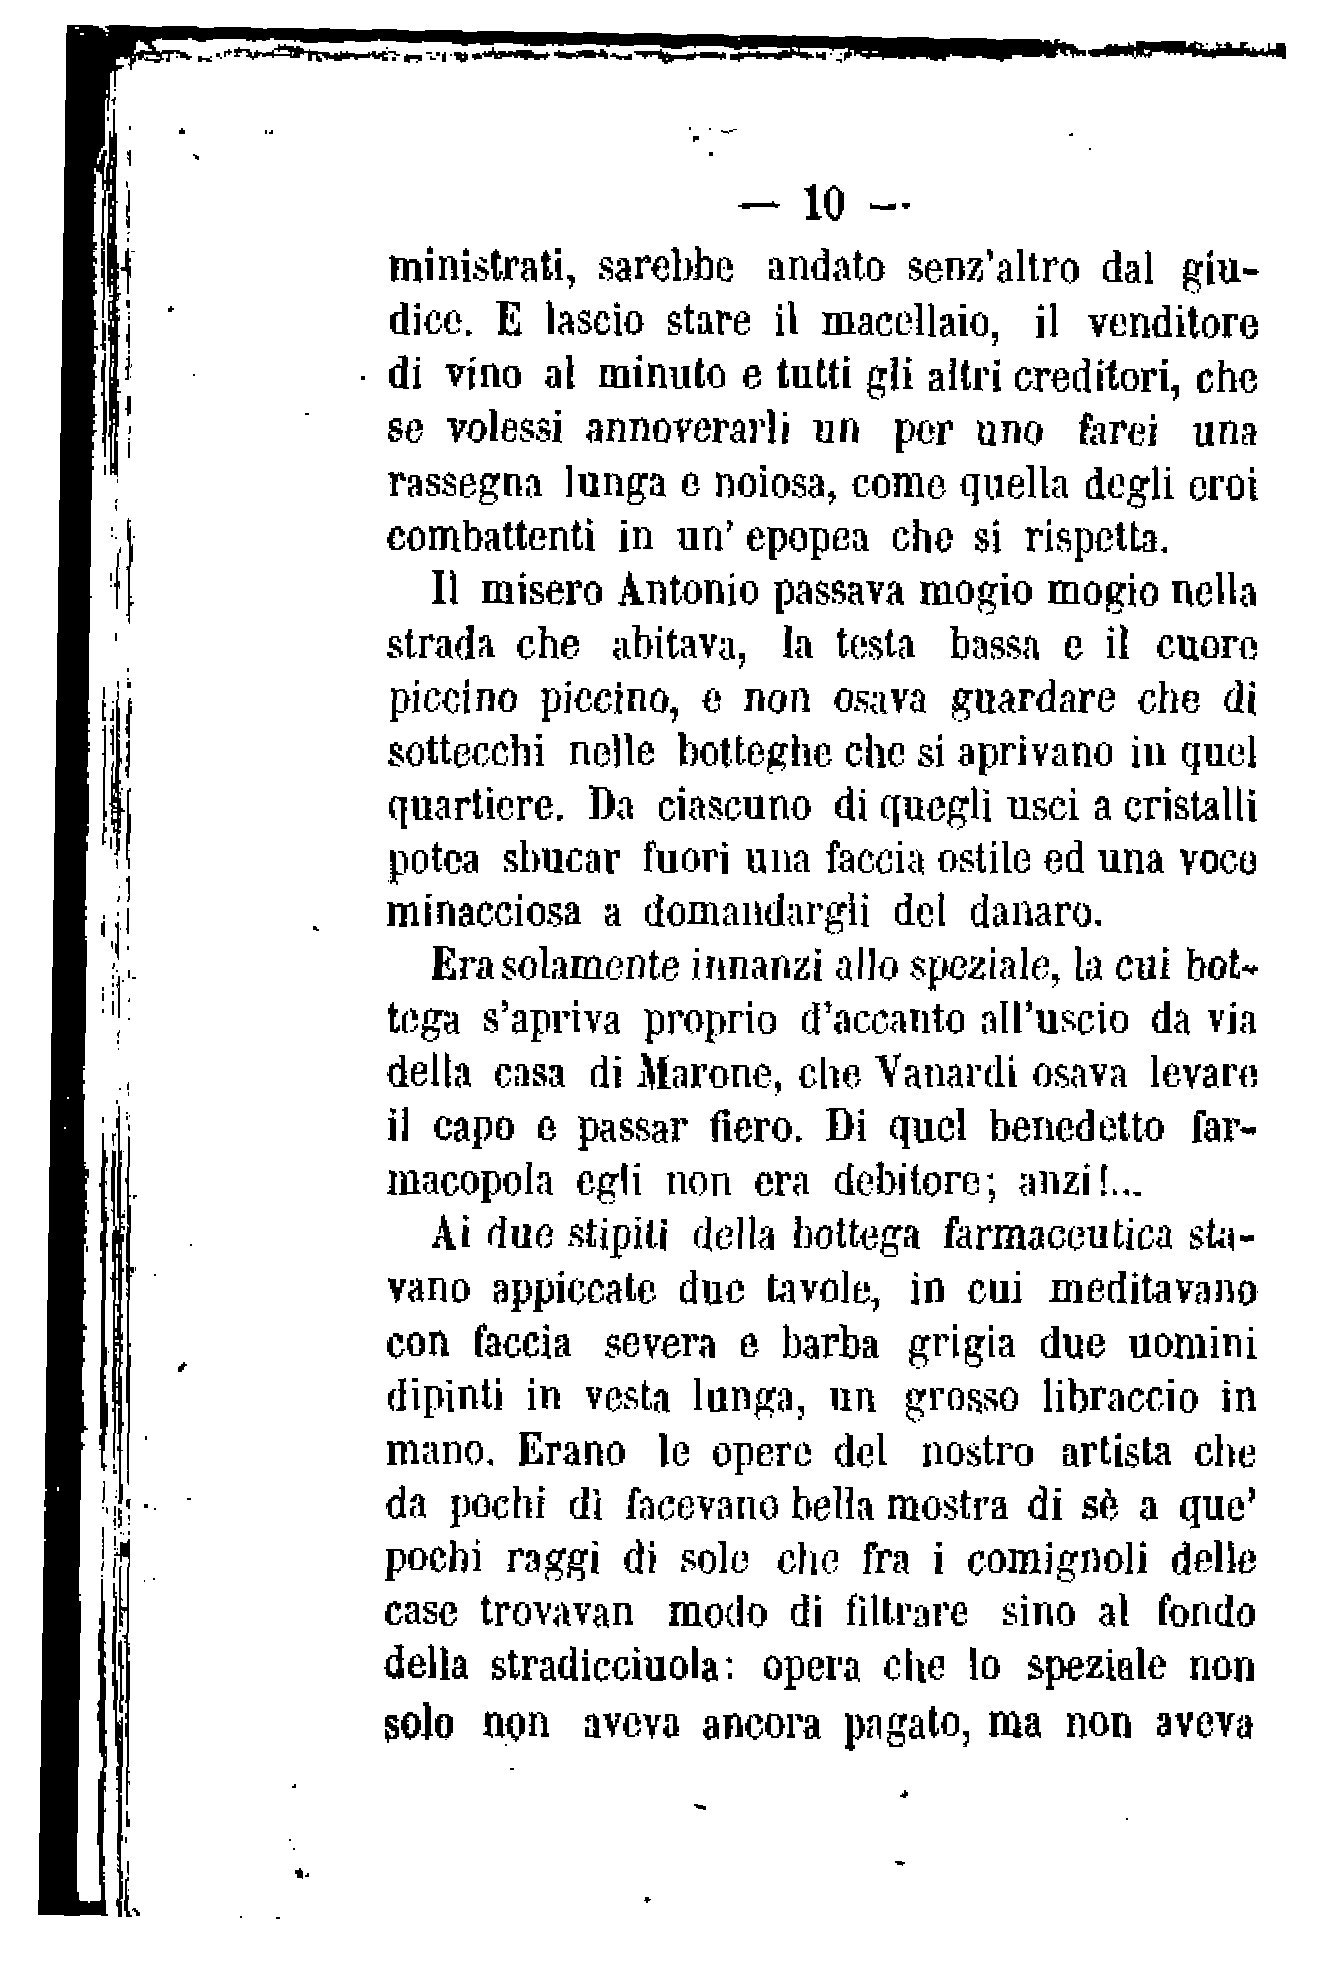 — 10 —
ministrati, sarebbe andato senz'altro dal giu-
dice. E lascio stare il macellaio, il venditore
di vino al minuto e tutti gli altri creditori, che
se volessi annoverarli un per uno farei una
rassegna lunga e noiosa, come quella degli eroi
combattenti in un' epopea che si rispetta.
Il misero Antonio passava mogio mogio nella
strada che abitava, la testa bassa e il cuore
piccino piccino, e non osava guardare che di
sottecchi nelle botteghe che si aprivano in quel
quartiere. Da ciascuno di quegli usci a cristalli
potea sbucar fuori una faccia ostile ed una voce
minacciosa a domandargli del danaro.
Era solamente innanzi allo speziale, la cui bot-
tega s'apriva proprio d'accanto all'uscio da via
della casa di Marone, che Vanardi osava levare
il capo e passar fiero. Di quel benedetto far-
macopola egli non era debitore; anzi!...
Ai due stipiti della bottega farmaceutica sta-
vano appiccate due tavole, in cui meditavano
con faccia severa e barba grigia due uomini
dipinti in vesta lunga, un grosso libraccio in
mano. Erano le opere del nostro artista che
da pochi dì facevano bella mostra di sè a que'
pochi raggi di sole che fra i comignoli delle
case trovavan modo di filtrare sino al fondo
della stradicciuola: opera che lo speziale non
solo non aveva ancora pagato, ma non aveva